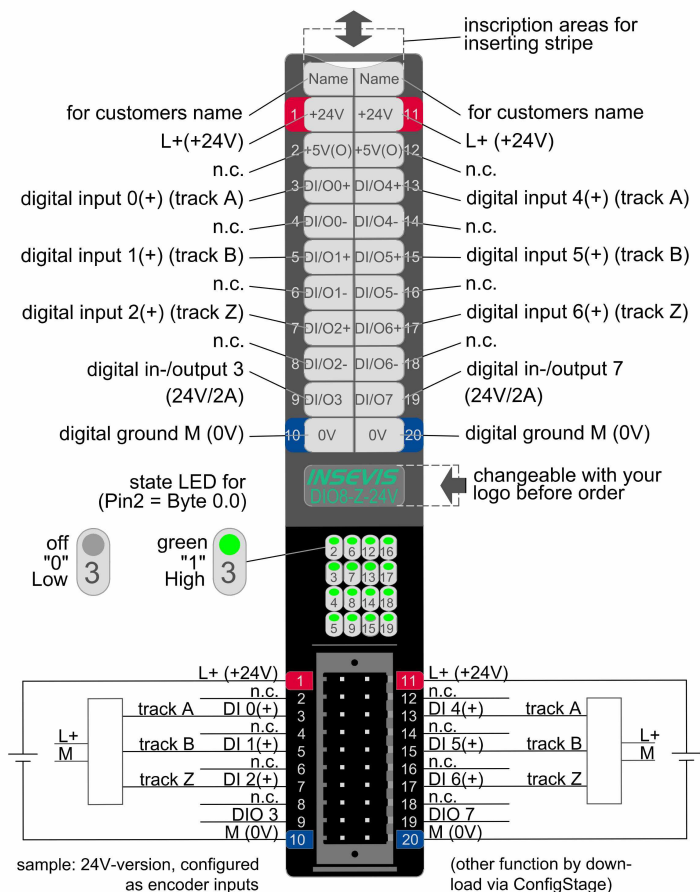 inscription areas for
inserting stripe
Name Name
for customers name
for customers name
1 +24V +24V 11
L+(+24V)
L+ (+24V)
2 +5V(O) +5V(O) 12
n.c.
n.c.
3 DI/O0+ DI/O4+ 13
digital input 0(+) (track A)
digital input 4(+) (track A)
4 DI/O0- DI/O4- 14
n.c.
n.c.
5 DI/O1+ DI/O5+ 15
digital input 1(+) (track B)
digital input 5(+) (track B)
6 DI/O1- DI/O5- 16
n.c.
n.c.
7 DI/O2+ DI/O6+ 17
digital input 2(+) (track Z)
digital input 6(+) (track Z)
8 DI/O2- DI/O6- 18
n.c.
n.c.
9 DI/O3 DI/O7 19
digital in-/output 3
(24V/2A)
digital in-/output 7
(24V/2A)
10 0V 0V 20
digital ground M (0V)
digital ground M (0V)
INSEVIS
DIO8-Z-24V
changeable with your
logo before order
state LED for
(Pin2 = Byte 0.0)
off
"0"
Low
3
green
"1"
High
3
2 6 12 16
3 7 13 17
4 8 14 18
5 9 15 19
L+ (+24V) 1 11 L+ (+24V)
n.c. 2 12 n.c.
track A DI 0(+) 3 13 DI 4(+) track A
n.c. 4 14 n.c.
L+
M
track B DI 1(+) 5 15 DI 5(+) track B
L+
M
n.c. 6 16 n.c.
track Z DI 2(+) 7 17 DI 6(+) track Z
n.c. 8 18 n.c.
DIO 3 9 19 DIO 7
M (0V) 10 20 M (0V)
sample: 24V-version, configured
as encoder inputs
(other function by down-
load via ConfigStage)